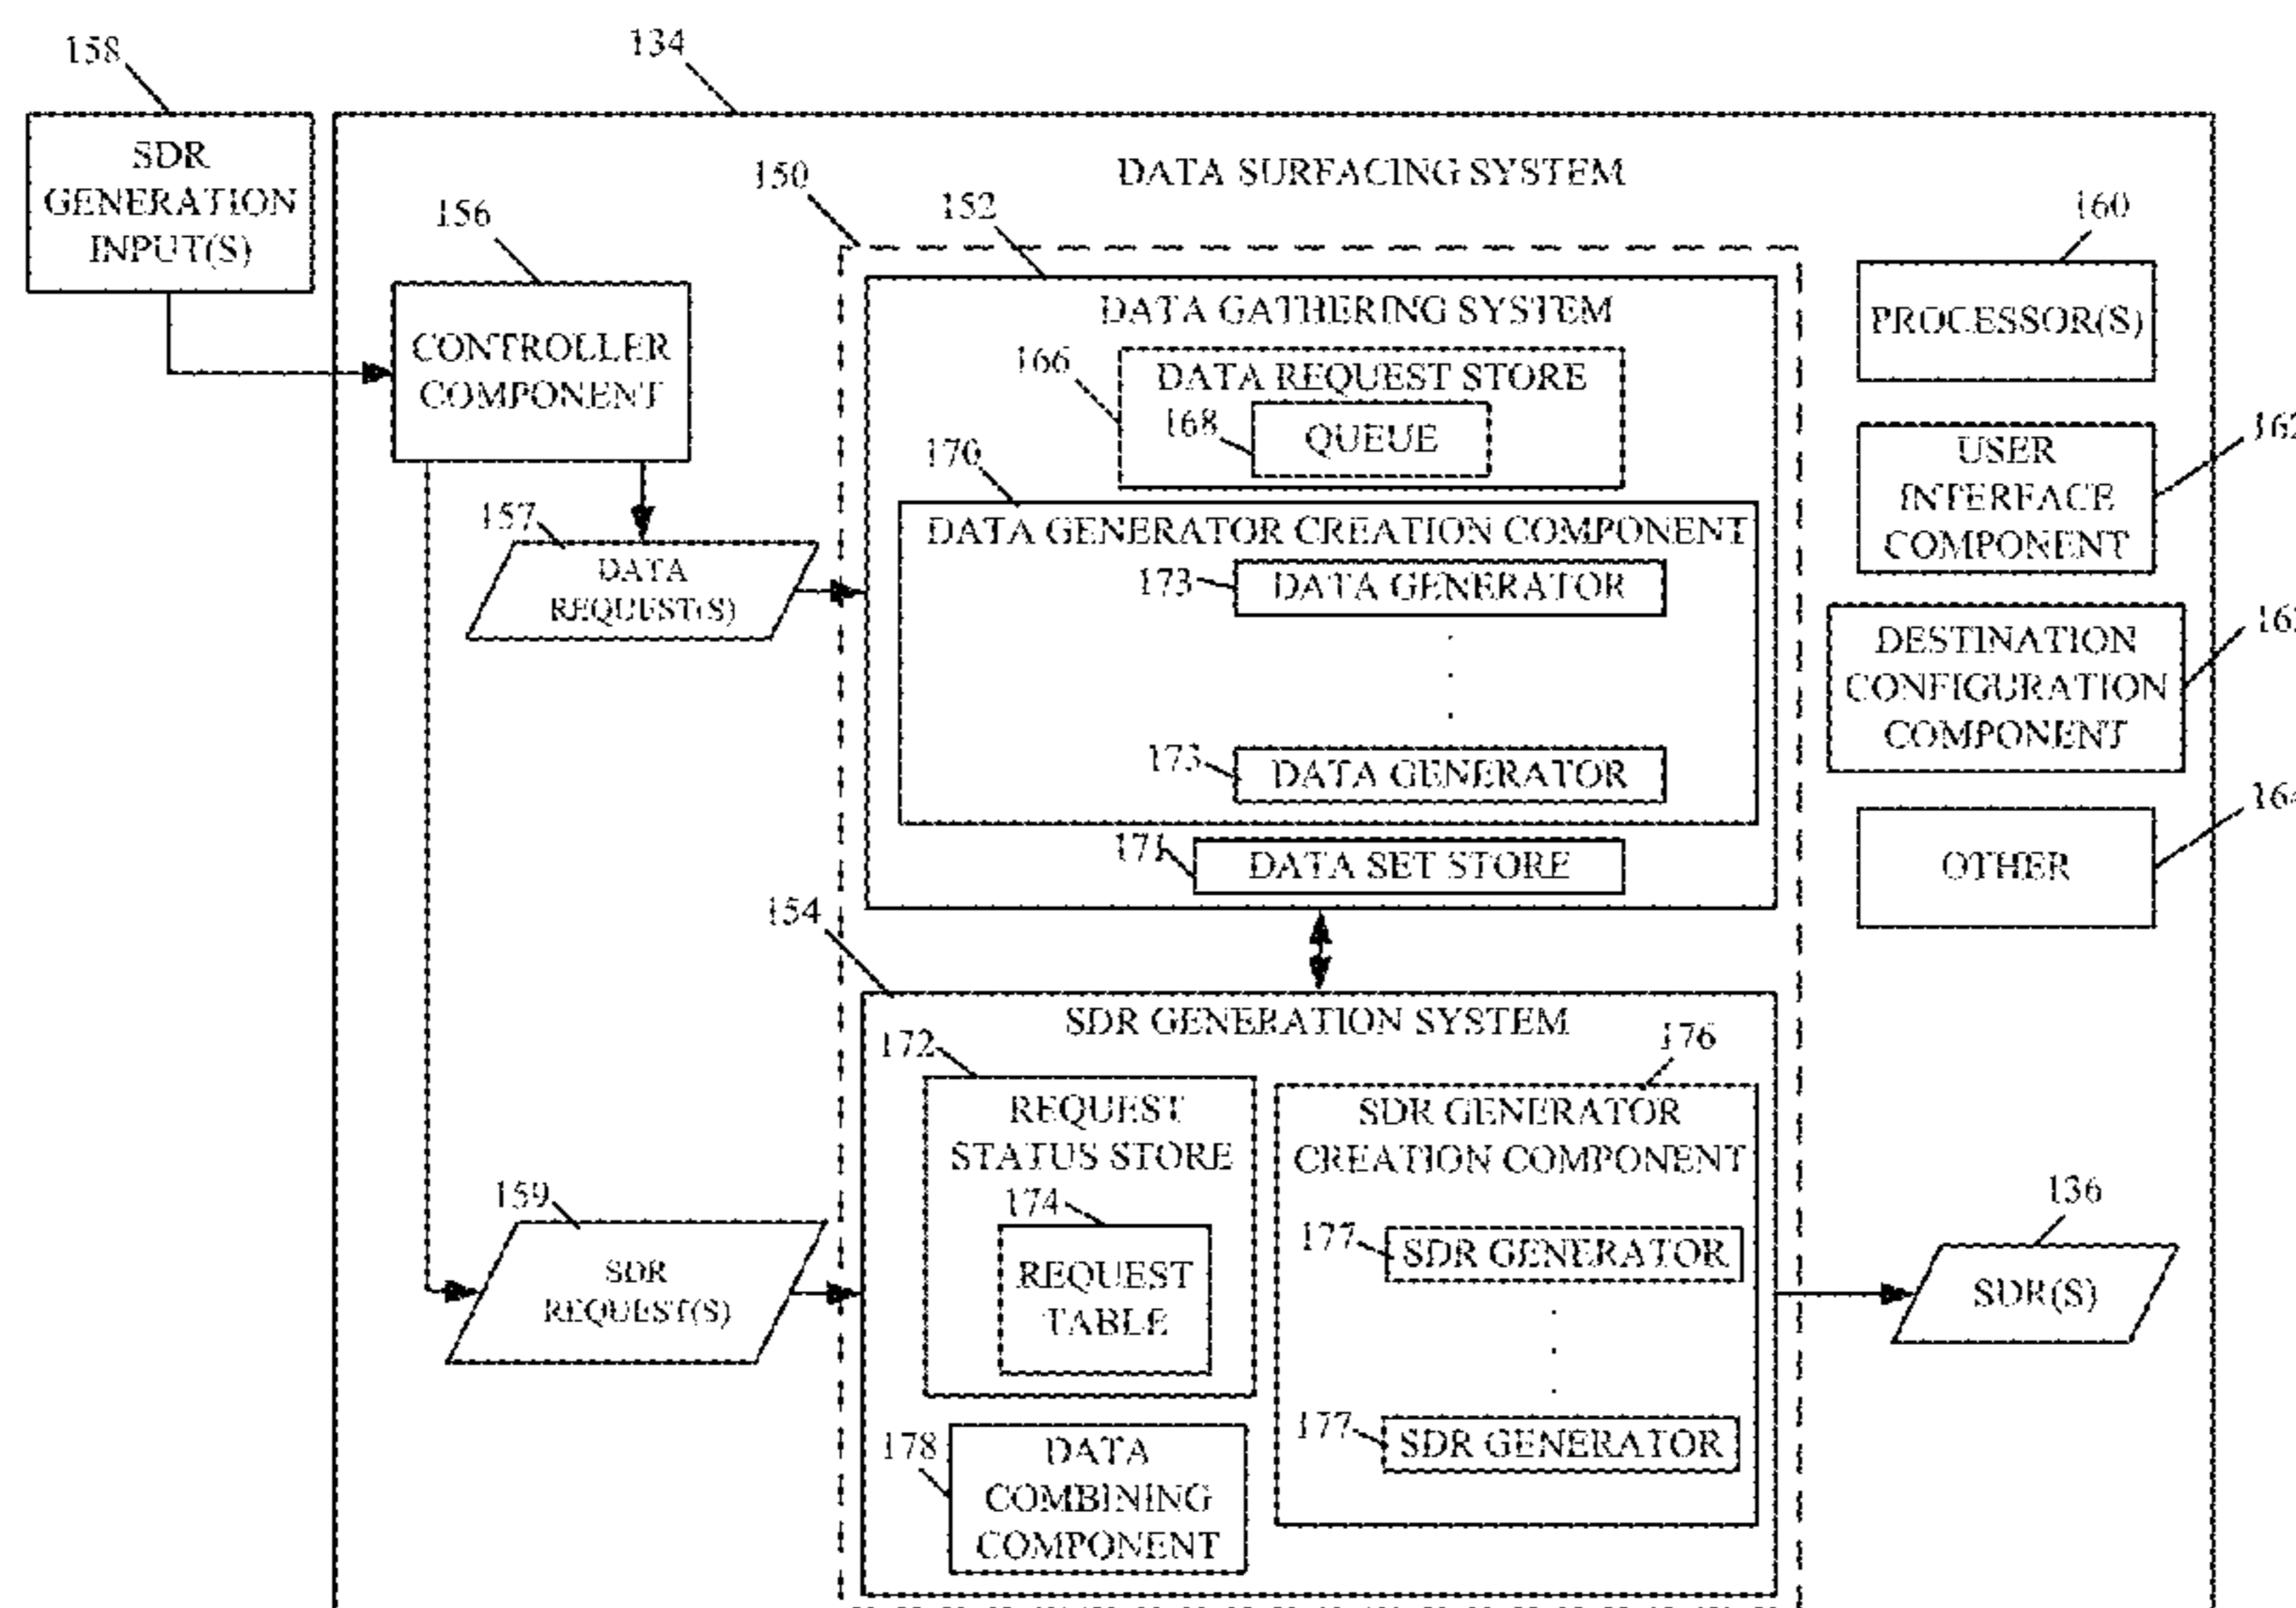 158
134
SDR
GENERATION
INPUT(S)
DATA SURFACING SYSTEM
150
156
152
160
CONTROLLER
COMPONENT
DATA GATHERING SYSTEM
PROCESSOR(S)
166
DATA REQUEST STORE
168
QUEUE
162
USER
INTERFACE
COMPONENT
170
DATA GENERATOR CREATION COMPONENT
157
DATA
REQUEST(S)
173
DATA GENERATOR
DESTINATION
CONFIGURATION
COMPONENT
173
DATA GENERATOR
164
OTHER
171
DATA SET STORE
154
SDR GENERATION SYSTEM
172
176
REQUEST
STATUS STORE
SDR GENERATOR
CREATION COMPONENT
159
SDR
REQUEST(S)
174
REQUEST
TABLE
177
SDR GENERATOR
136
SDR(S)
177
SDR GENERATOR
178
DATA
COMBINING
COMPONENT